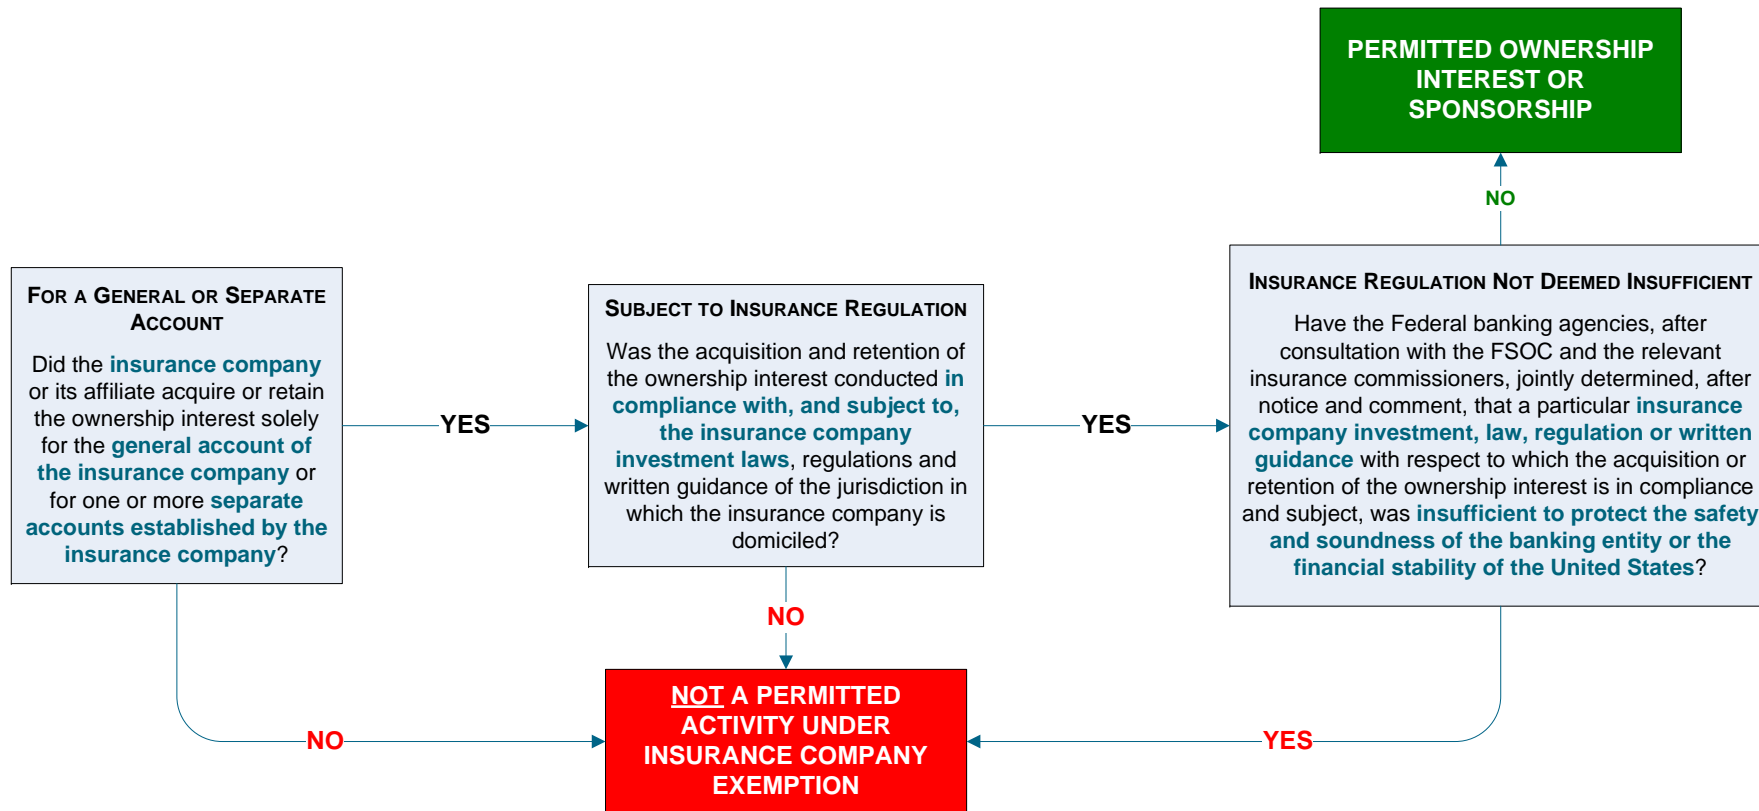 PERMITTED OWNERSHIP
INTEREST OR
SPONSORSHIP
NO
FOR A GENERAL OR SEPARATE
ACCOUNT
Did the insurance company
or its affiliate acquire or retain
the ownership interest solely
for the general account of
the insurance company or
for one or more separate
accounts established by the
insurance company?
YES
SUBJECT TO INSURANCE REGULATION
Was the acquisition and retention of
the ownership interest conducted in
compliance with, and subject to,
the insurance company
investment laws, regulations and
written guidance of the jurisdiction in
which the insurance company is
domiciled?
YES
INSURANCE REGULATION NOT DEEMED INSUFFICIENT
Have the Federal banking agencies, after
consultation with the FSOC and the relevant
insurance commissioners, jointly determined, after
notice and comment, that a particular insurance
company investment, law, regulation or written
guidance with respect to which the acquisition or
retention of the ownership interest is in compliance
and subject, was insufficient to protect the safety
and soundness of the banking entity or the
financial stability of the United States?
NO
NO
NOT A PERMITTED
ACTIVITY UNDER
INSURANCE COMPANY
EXEMPTION
YES